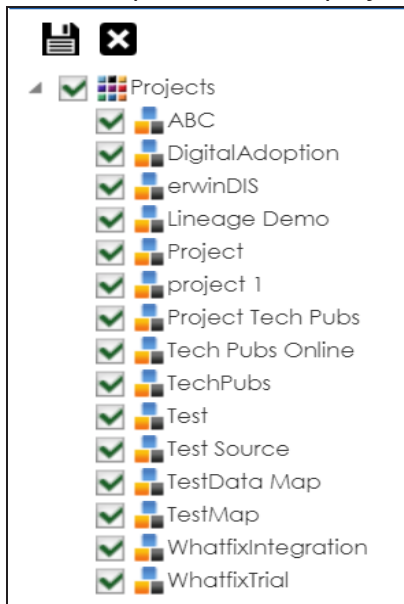 Projects
ABC
DigitalAdoption
erwinDIS
Lineage Demo
Project
project 1
Project Tech Pubs
Tech Pubs Online
TechPubs
Test
Test Source
TestData Map
TestMap
WhatfixIntegration
WhatfixTrial